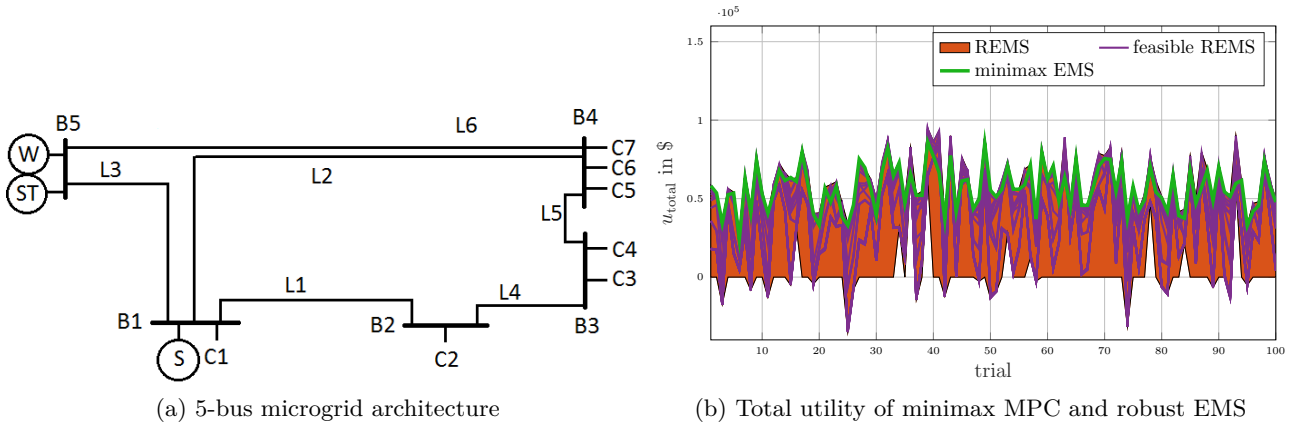 B5
W
ST
L3
L6
L2
B4
C7
C6
C5
L5
C4
C3
B3
L1
L4
B1
S
C1
B2
C2
(a) 5-bus microgrid architecture
·10⁵
1.5
1
0.5
0
u_total in $
REMS
feasible REMS
minimax EMS
10 20 30 40 50 60 70 80 90 100
trial
(b) Total utility of minimax MPC and robust EMS